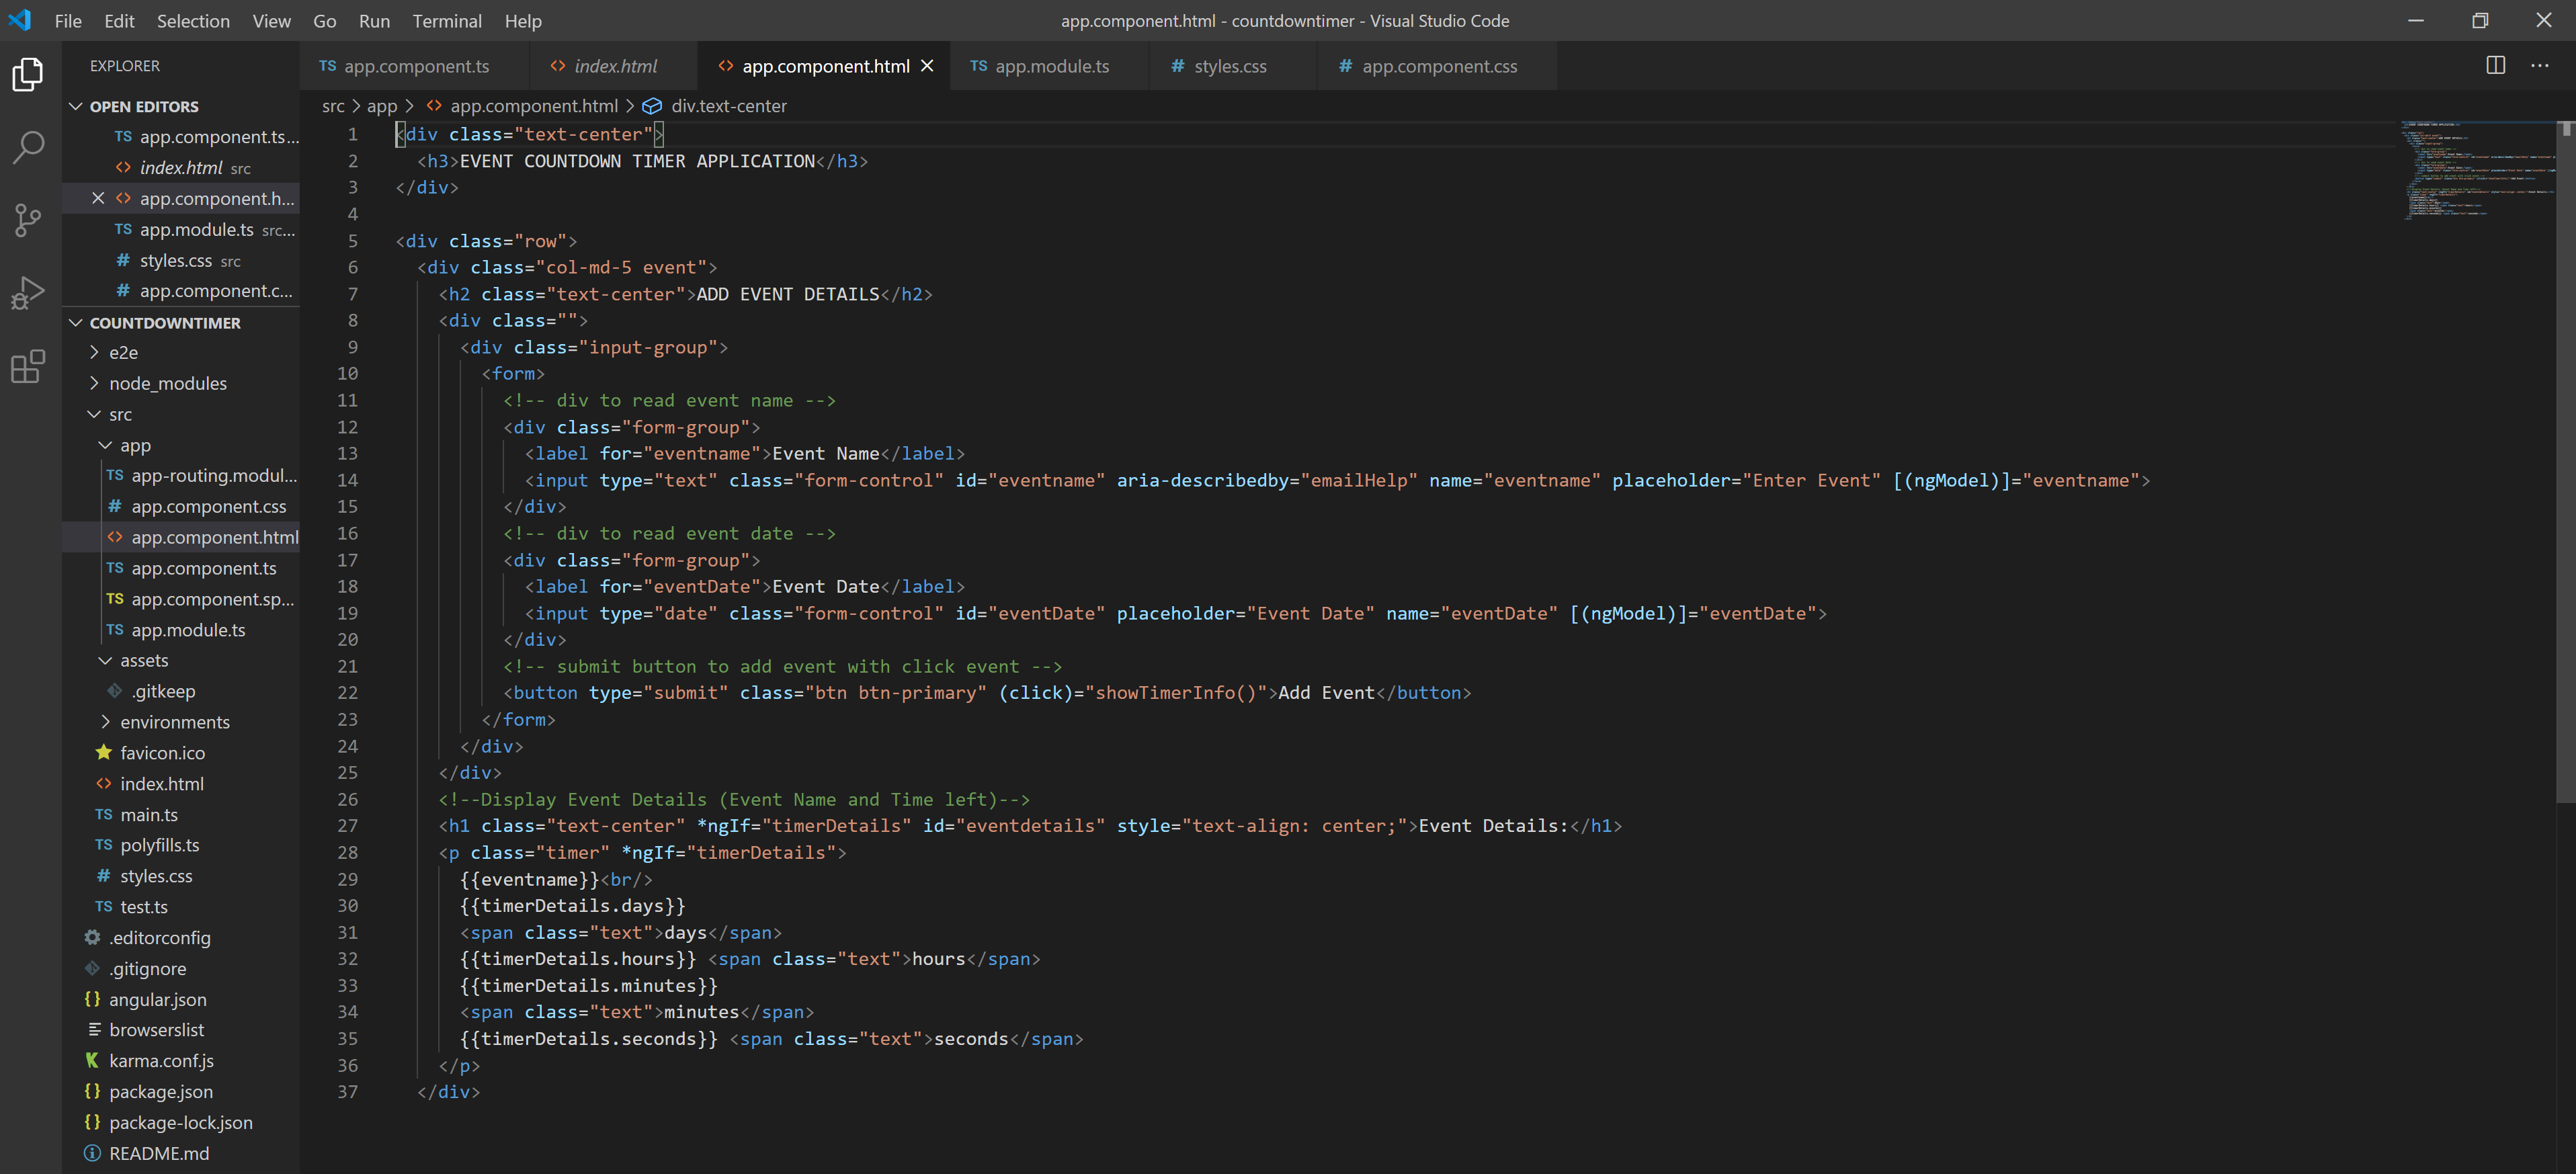 File Edit Selection View Go Run Terminal Help
app.component.html - countdowntimer - Visual Studio Code
EXPLORER
OPEN EDITORS
TS app.component.ts...
<> index.html src
<> app.component.h...
TS app.module.ts src...
# styles.css src
# app.component.c...
COUNTDOWNTIMER
e2e
node_modules
src
app
TS app-routing.modul...
# app.component.css
<> app.component.html
TS app.component.ts
TS app.component.sp...
TS app.module.ts
assets
.gitkeep
environments
favicon.ico
<> index.html
TS main.ts
TS polyfills.ts
# styles.css
TS test.ts
.editorconfig
.gitignore
{} angular.json
browserslist
K karma.conf.js
{} package.json
{} package-lock.json
README.md
TS app.component.ts <> index.html <> app.component.html TS app.module.ts # styles.css # app.component.css
src > app > <> app.component.html > div.text-center
1 <div class="text-center">
2 <h3>EVENT COUNTDOWN TIMER APPLICATION</h3>
3 </div>
4
5 <div class="row">
6 <div class="col-md-5 event">
7 <h2 class="text-center">ADD EVENT DETAILS</h2>
8 <div class="">
9 <div class="input-group">
10 <form>
11 <!-- div to read event name -->
12 <div class="form-group">
13 <label for="eventname">Event Name</label>
14 <input type="text" class="form-control" id="eventname" aria-describedby="emailHelp" name="eventname" placeholder="Enter Event" [(ngModel)]="eventname">
15 </div>
16 <!-- div to read event date -->
17 <div class="form-group">
18 <label for="eventDate">Event Date</label>
19 <input type="date" class="form-control" id="eventDate" placeholder="Event Date" name="eventDate" [(ngModel)]="eventDate">
20 </div>
21 <!-- submit button to add event with click event -->
22 <button type="submit" class="btn btn-primary" (click)="showTimerInfo()">Add Event</button>
23 </form>
24 </div>
25 </div>
26 <!--Display Event Details (Event Name and Time left)-->
27 <h1 class="text-center" *ngIf="timerDetails" id="eventdetails" style="text-align: center;">Event Details:</h1>
28 <p class="timer" *ngIf="timerDetails">
29 {{eventname}}<br/>
30 {{timerDetails.days}}
31 <span class="text">days</span>
32 {{timerDetails.hours}} <span class="text">hours</span>
33 {{timerDetails.minutes}}
34 <span class="text">minutes</span>
35 {{timerDetails.seconds}} <span class="text">seconds</span>
36 </p>
37 </div>